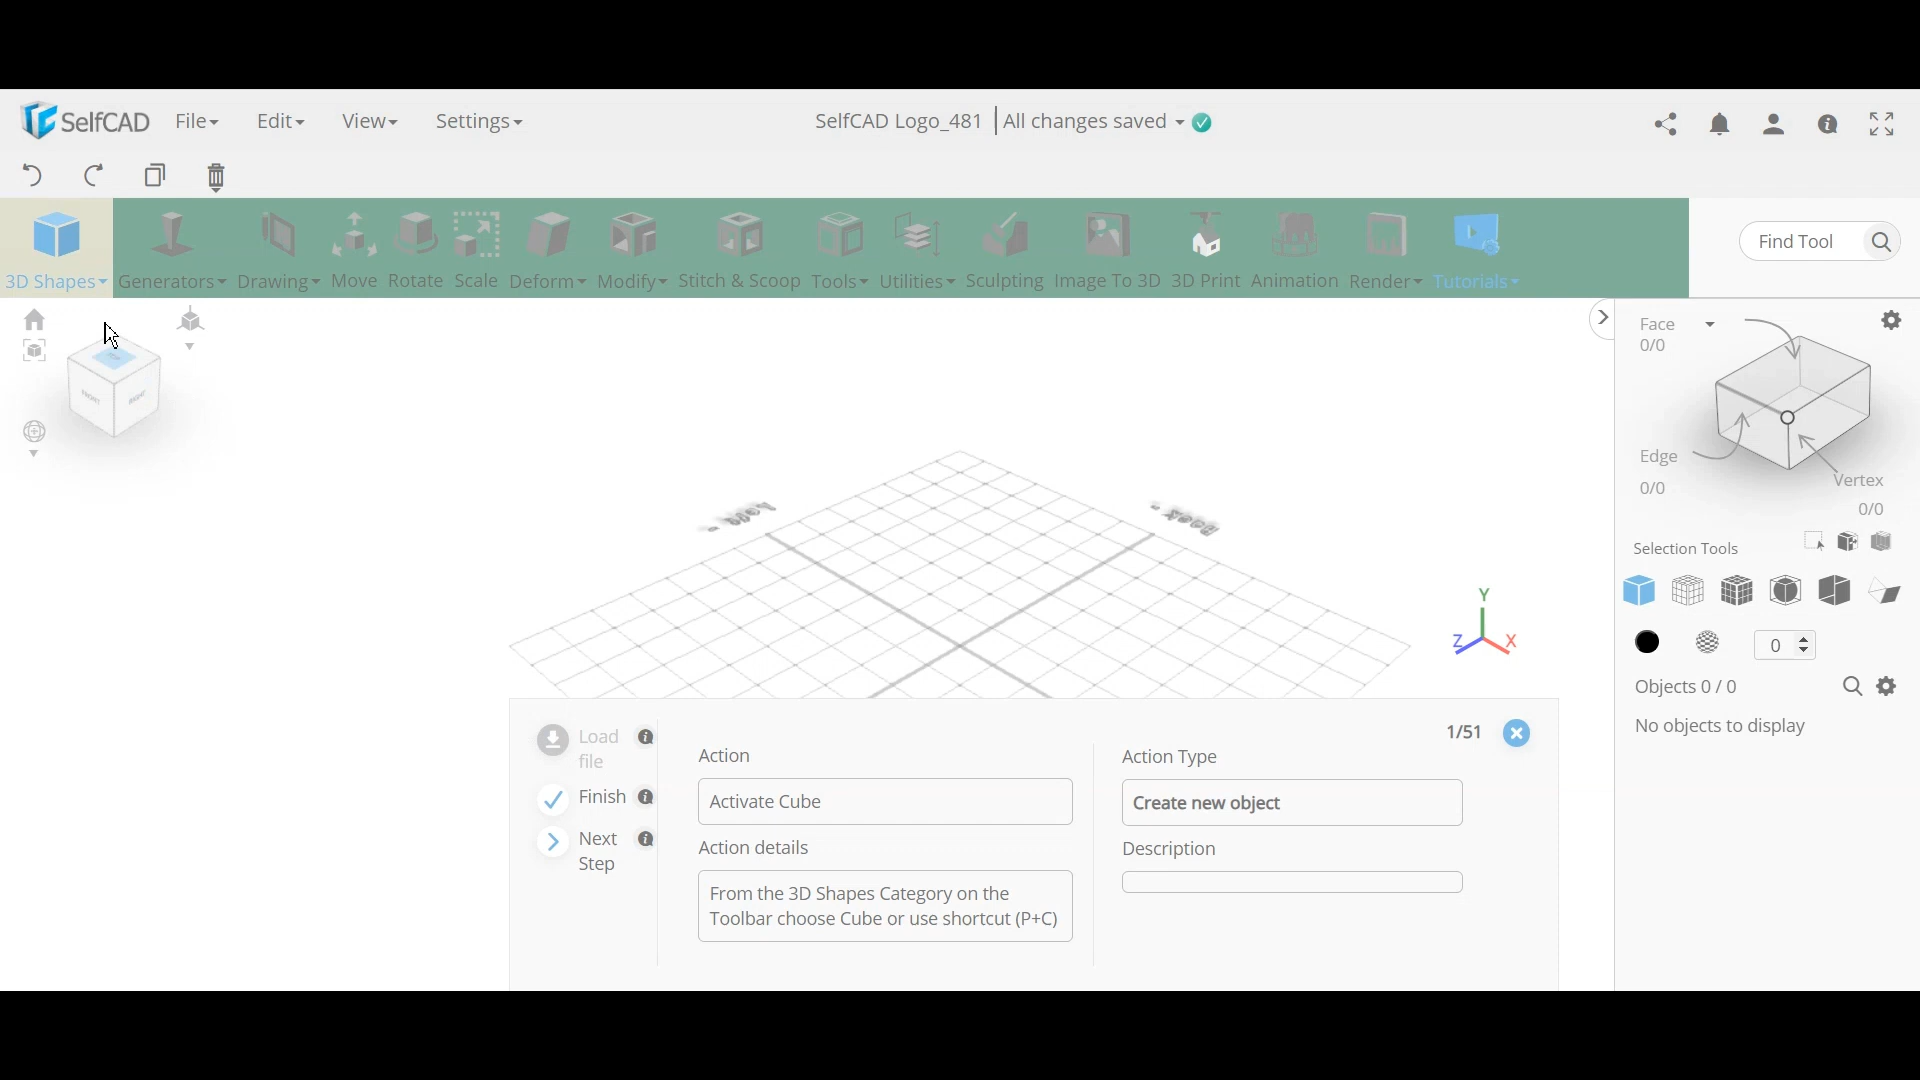 SelfCAD File Edit View Settings SelfCAD Logo_481 All changes saved
3D Shapes Generators Drawing Move Rotate Scale Deform Modify Stitch & Scoop Tools Utilities Sculpting Image To 3D 3D Print Animation Render Tutorials Find Tool
FRONT RIGHT
Face
0/0
Edge
0/0
Vertex
0/0
Selection Tools
Y
Z X
0
Objects 0 / 0
No objects to display
1/51
Load
file
Finish
Next
Step
Action
Activate Cube
Action details
From the 3D Shapes Category on the
Toolbar choose Cube or use shortcut (P+C)
Action Type
Create new object
Description